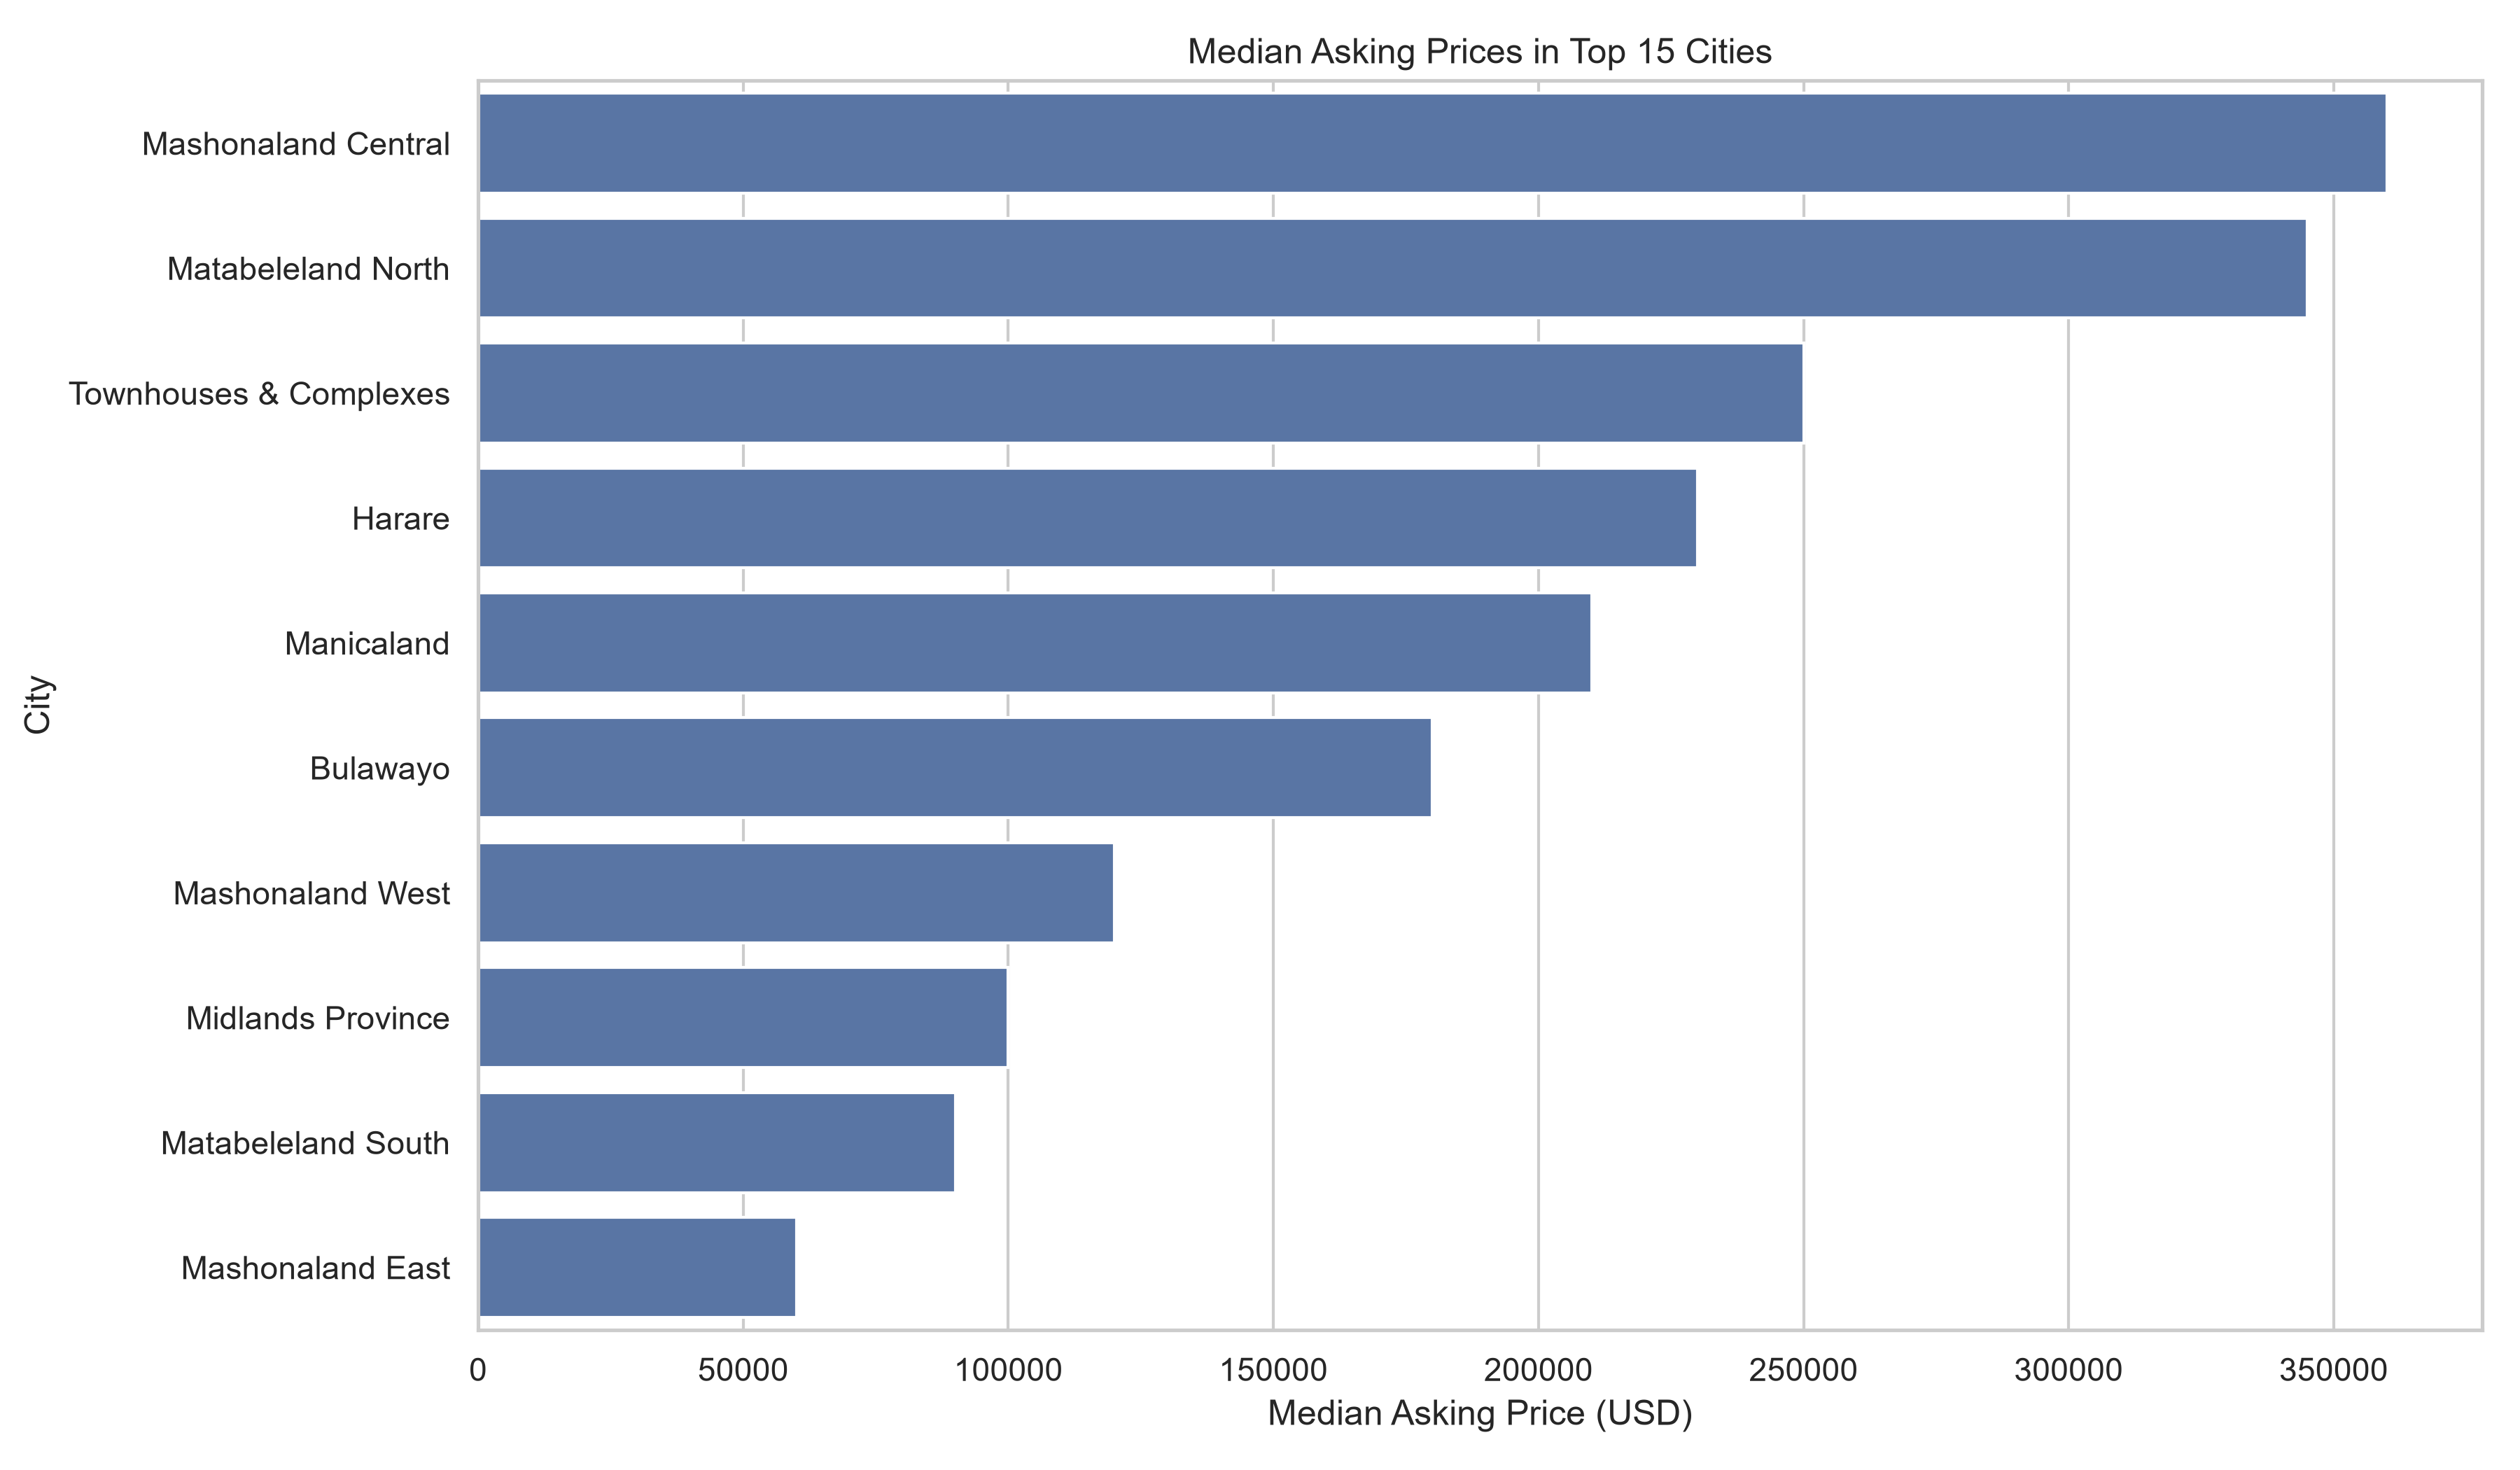 Median Asking Prices in Top 15 Cities
Mashonaland Central
Matabeleland North
Townhouses & Complexes
Harare
Manicaland
Bulawayo
Mashonaland West
Midlands Province
Matabeleland South
Mashonaland East
City
0 50000 100000 150000 200000 250000 300000 350000
Median Asking Price (USD)